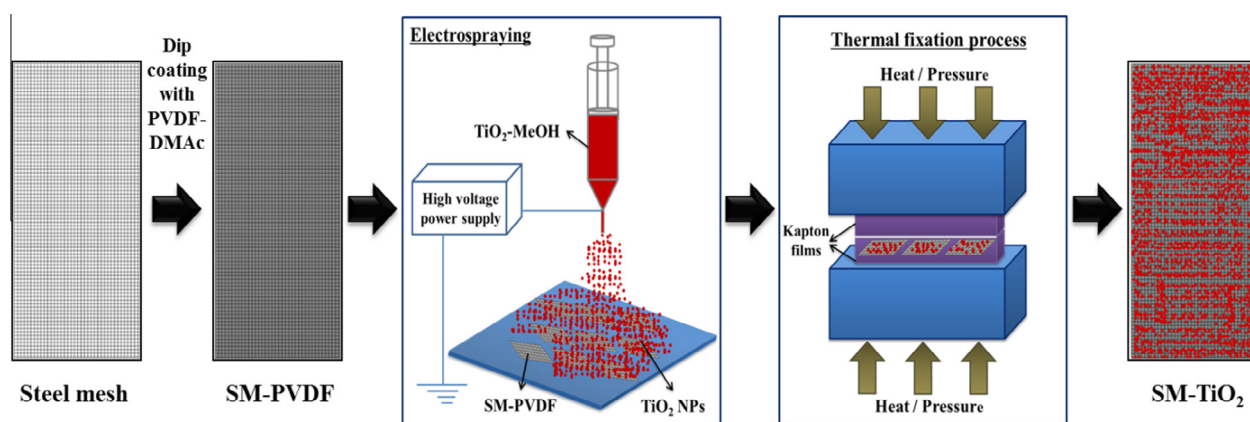 Dip
coating
with
PVDF-
DMAc
Steel mesh
SM-PVDF
Electrospraying
TiO₂-MeOH
High voltage
power supply
SM-PVDF
TiO₂ NPs
Thermal fixation process
Heat / Pressure
Kapton
films
Heat / Pressure
SM-TiO₂